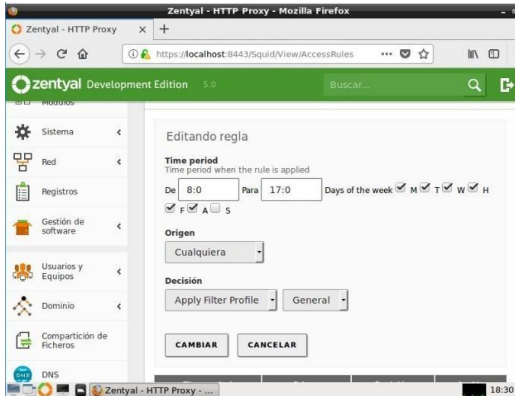 Zentyal - HTTP Proxy - Mozilla Firefox
Zentyal - HTTP Proxy
https://localhost:8443/Squid/View/AccessRules
zentyal Development Edition 5.0
Buscar...
Módulos
Sistema
Red
Registros
Gestión de software
Usuarios y Equipos
Dominio
Compartición de Ficheros
DNS
Editando regla
Time period
Time period when the rule is applied
De 8:0 Para 17:0 Days of the week M T W H
F A S
Origen
Cualquiera
Decisión
Apply Filter Profile General
CAMBIAR CANCELAR
Zentyal - HTTP Proxy - ...
18:30